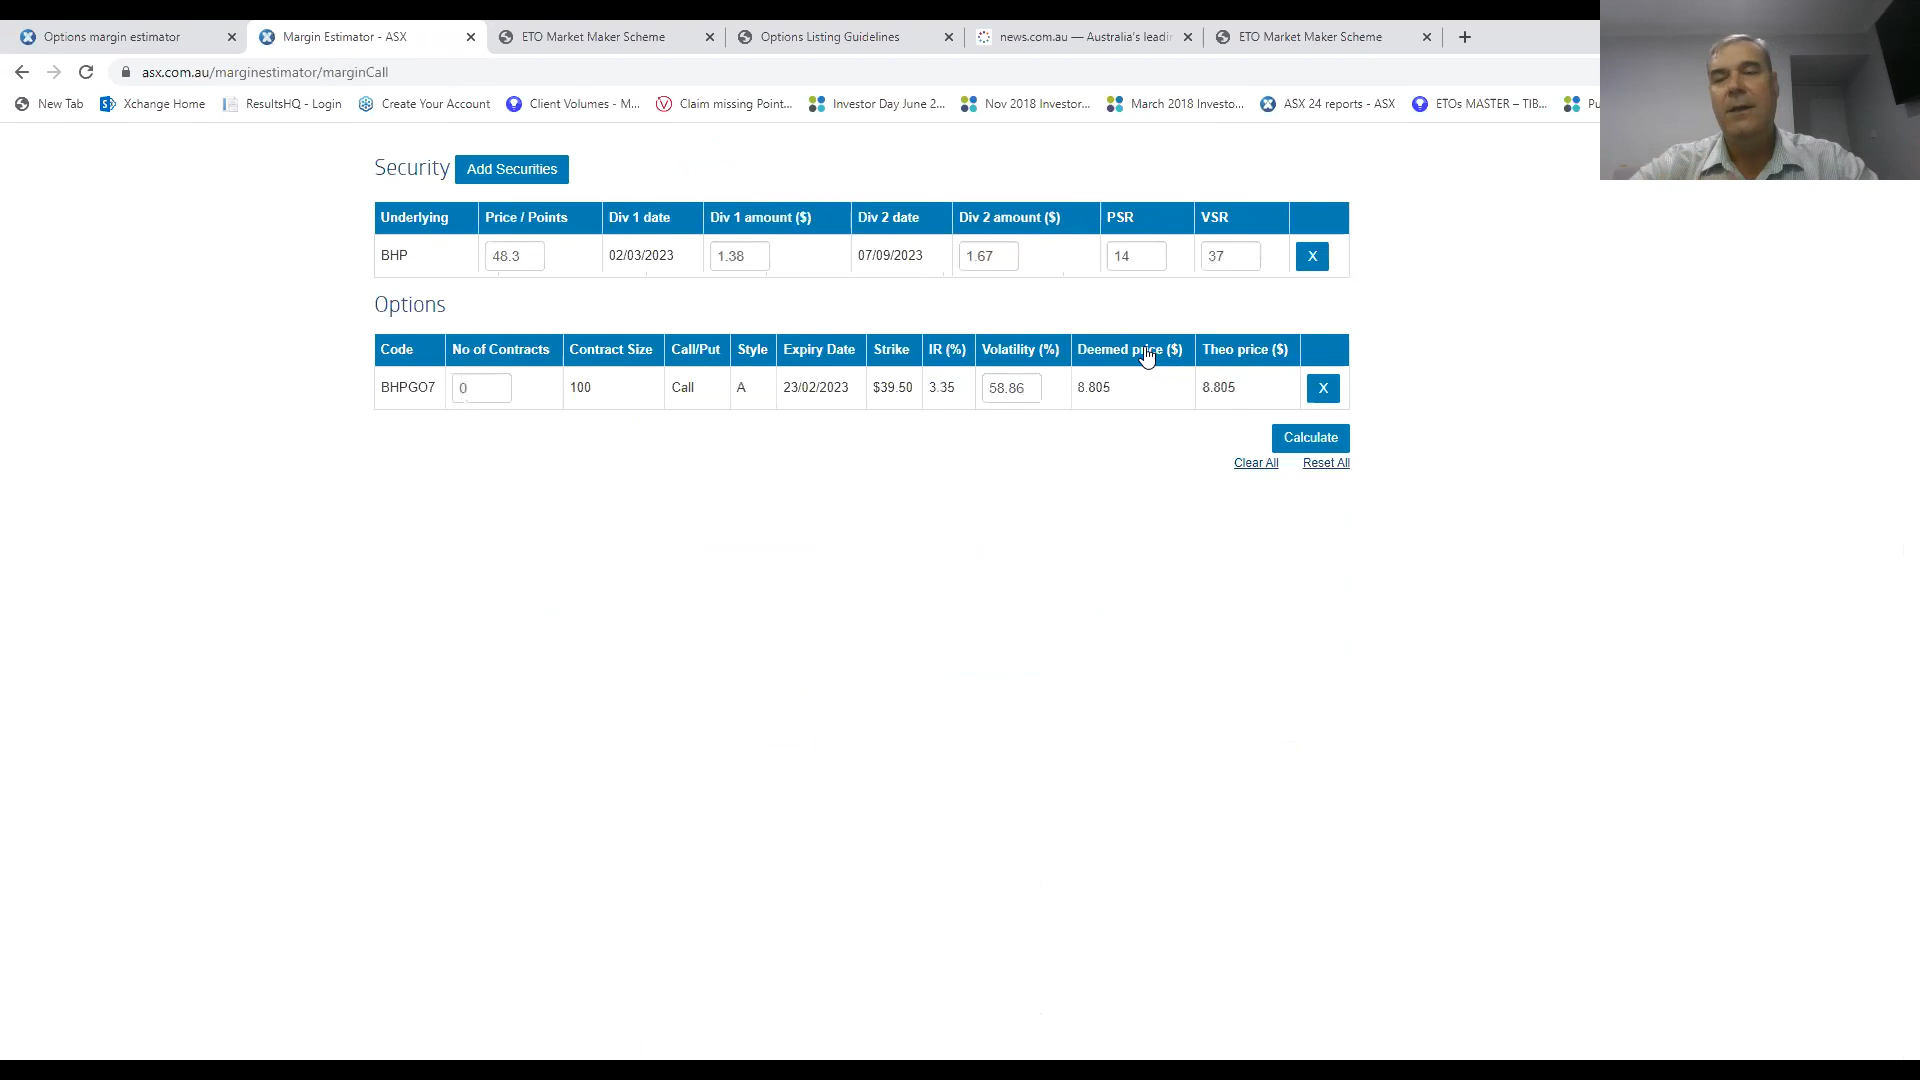 Options margin estimator
Margin Estimator - ASX
ETO Market Maker Scheme
Options Listing Guidelines
news.com.au — Australia's leadi
ETO Market Maker Scheme
asx.com.au/marginestimator/marginCall
New Tab
Xchange Home
ResultsHQ - Login
Create Your Account
Client Volumes - M...
Claim missing Point...
Investor Day June 2...
Nov 2018 Investor...
March 2018 Investo...
ASX 24 reports - ASX
ETOs MASTER – TIB...
Pu
Security Add Securities
Underlying Price / Points Div 1 date Div 1 amount ($) Div 2 date Div 2 amount ($) PSR VSR
BHP 48.3 02/03/2023 1.38 07/09/2023 1.67 14 37 X
Options
Code No of Contracts Contract Size Call/Put Style Expiry Date Strike IR (%) Volatility (%) Deemed price ($) Theo price ($)
BHPGO7 0 100 Call A 23/02/2023 $39.50 3.35 58.86 8.805 8.805 X
Calculate
Clear All Reset All